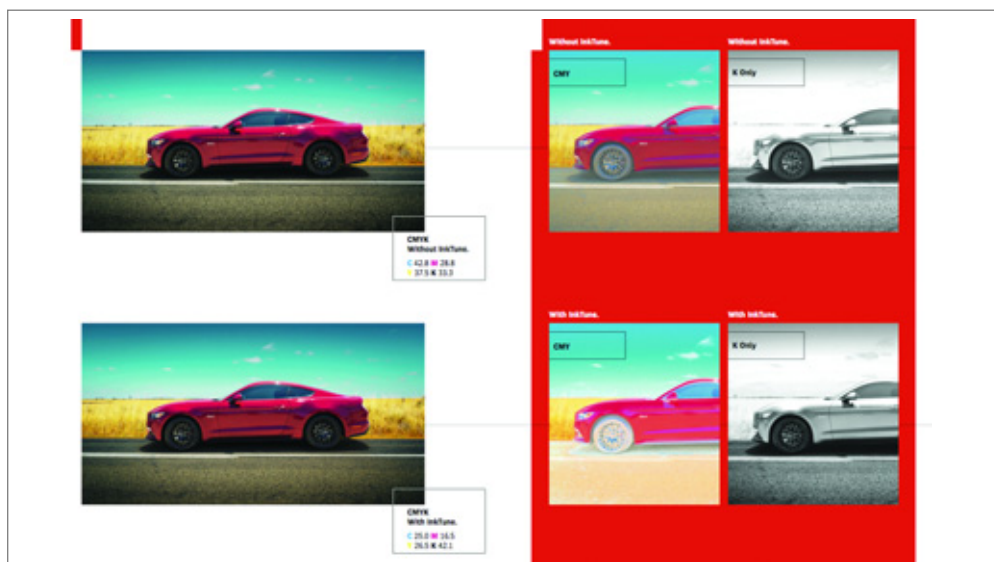 Without InkTune.
Without InkTune.
CMY
K Only
CMYK
Without InkTune.
C 42.8 M 28.8
Y 37.5 K 33.3
With InkTune.
With InkTune.
CMY
K Only
CMYK
With InkTune.
C 25.0 M 16.5
Y 26.5 K 42.1